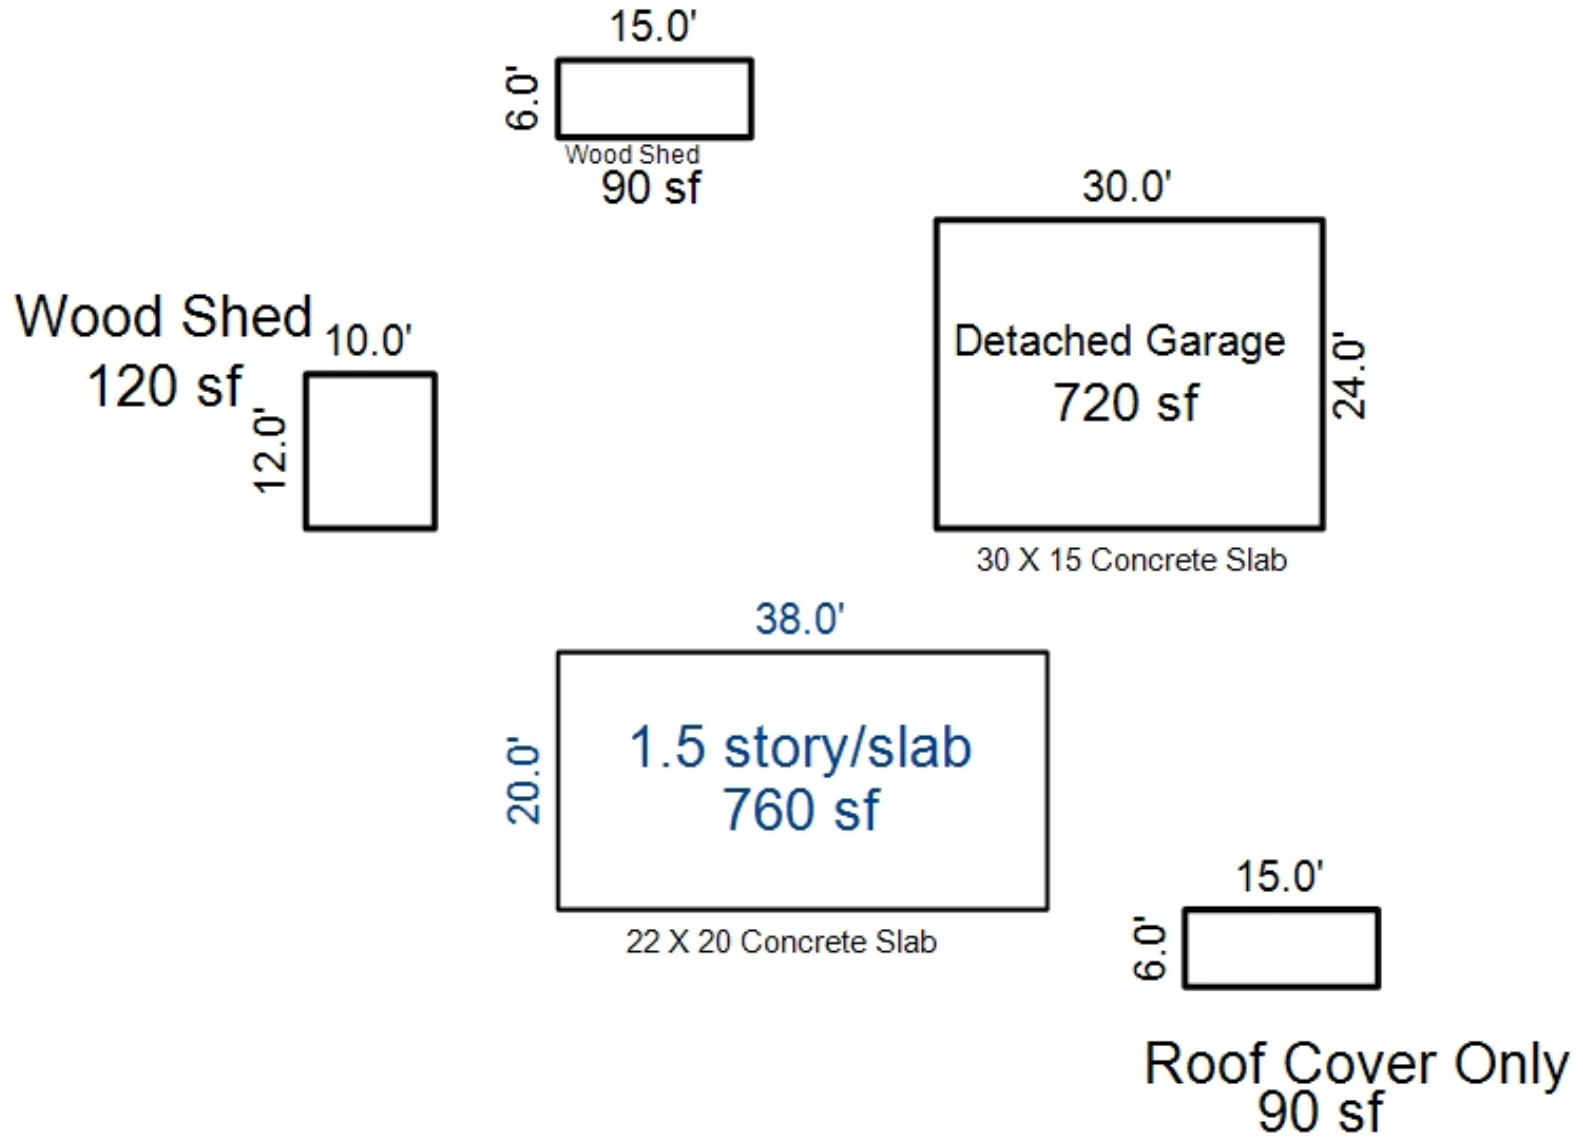 15.0'
6.0'
Wood Shed
90 sf
30.0'
Detached Garage
720 sf
24.0'
30 X 15 Concrete Slab
Wood Shed
120 sf
10.0'
12.0'
38.0'
20.0'
1.5 story/slab
760 sf
22 X 20 Concrete Slab
15.0'
6.0'
Roof Cover Only
90 sf